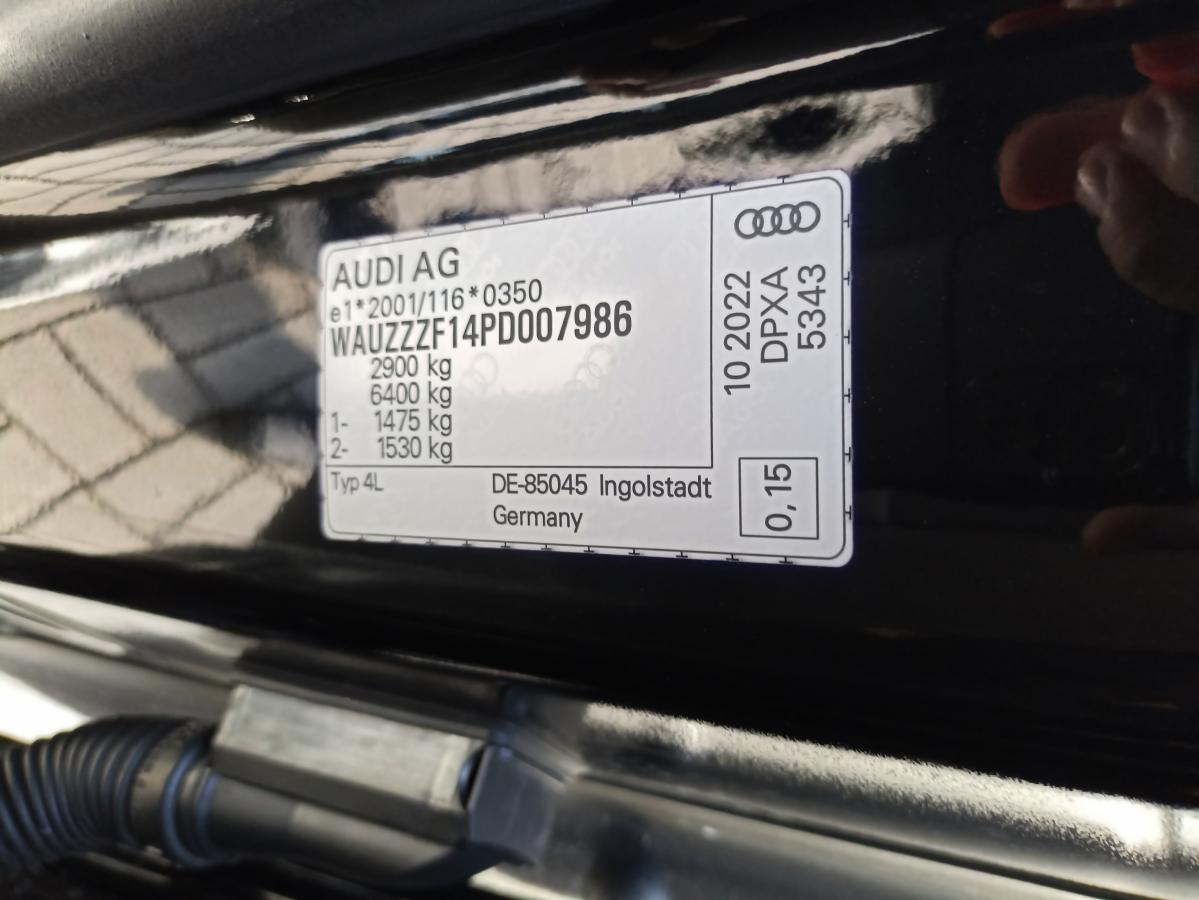 AUDI AG
e1*2001/116*0350
WAUZZZF14PD007986
2900 kg
6400 kg
1- 1475 kg
2- 1530 kg
Typ 4L
DE-85045 Ingolstadt
Germany
10 2022
DPXA
5343
0,15